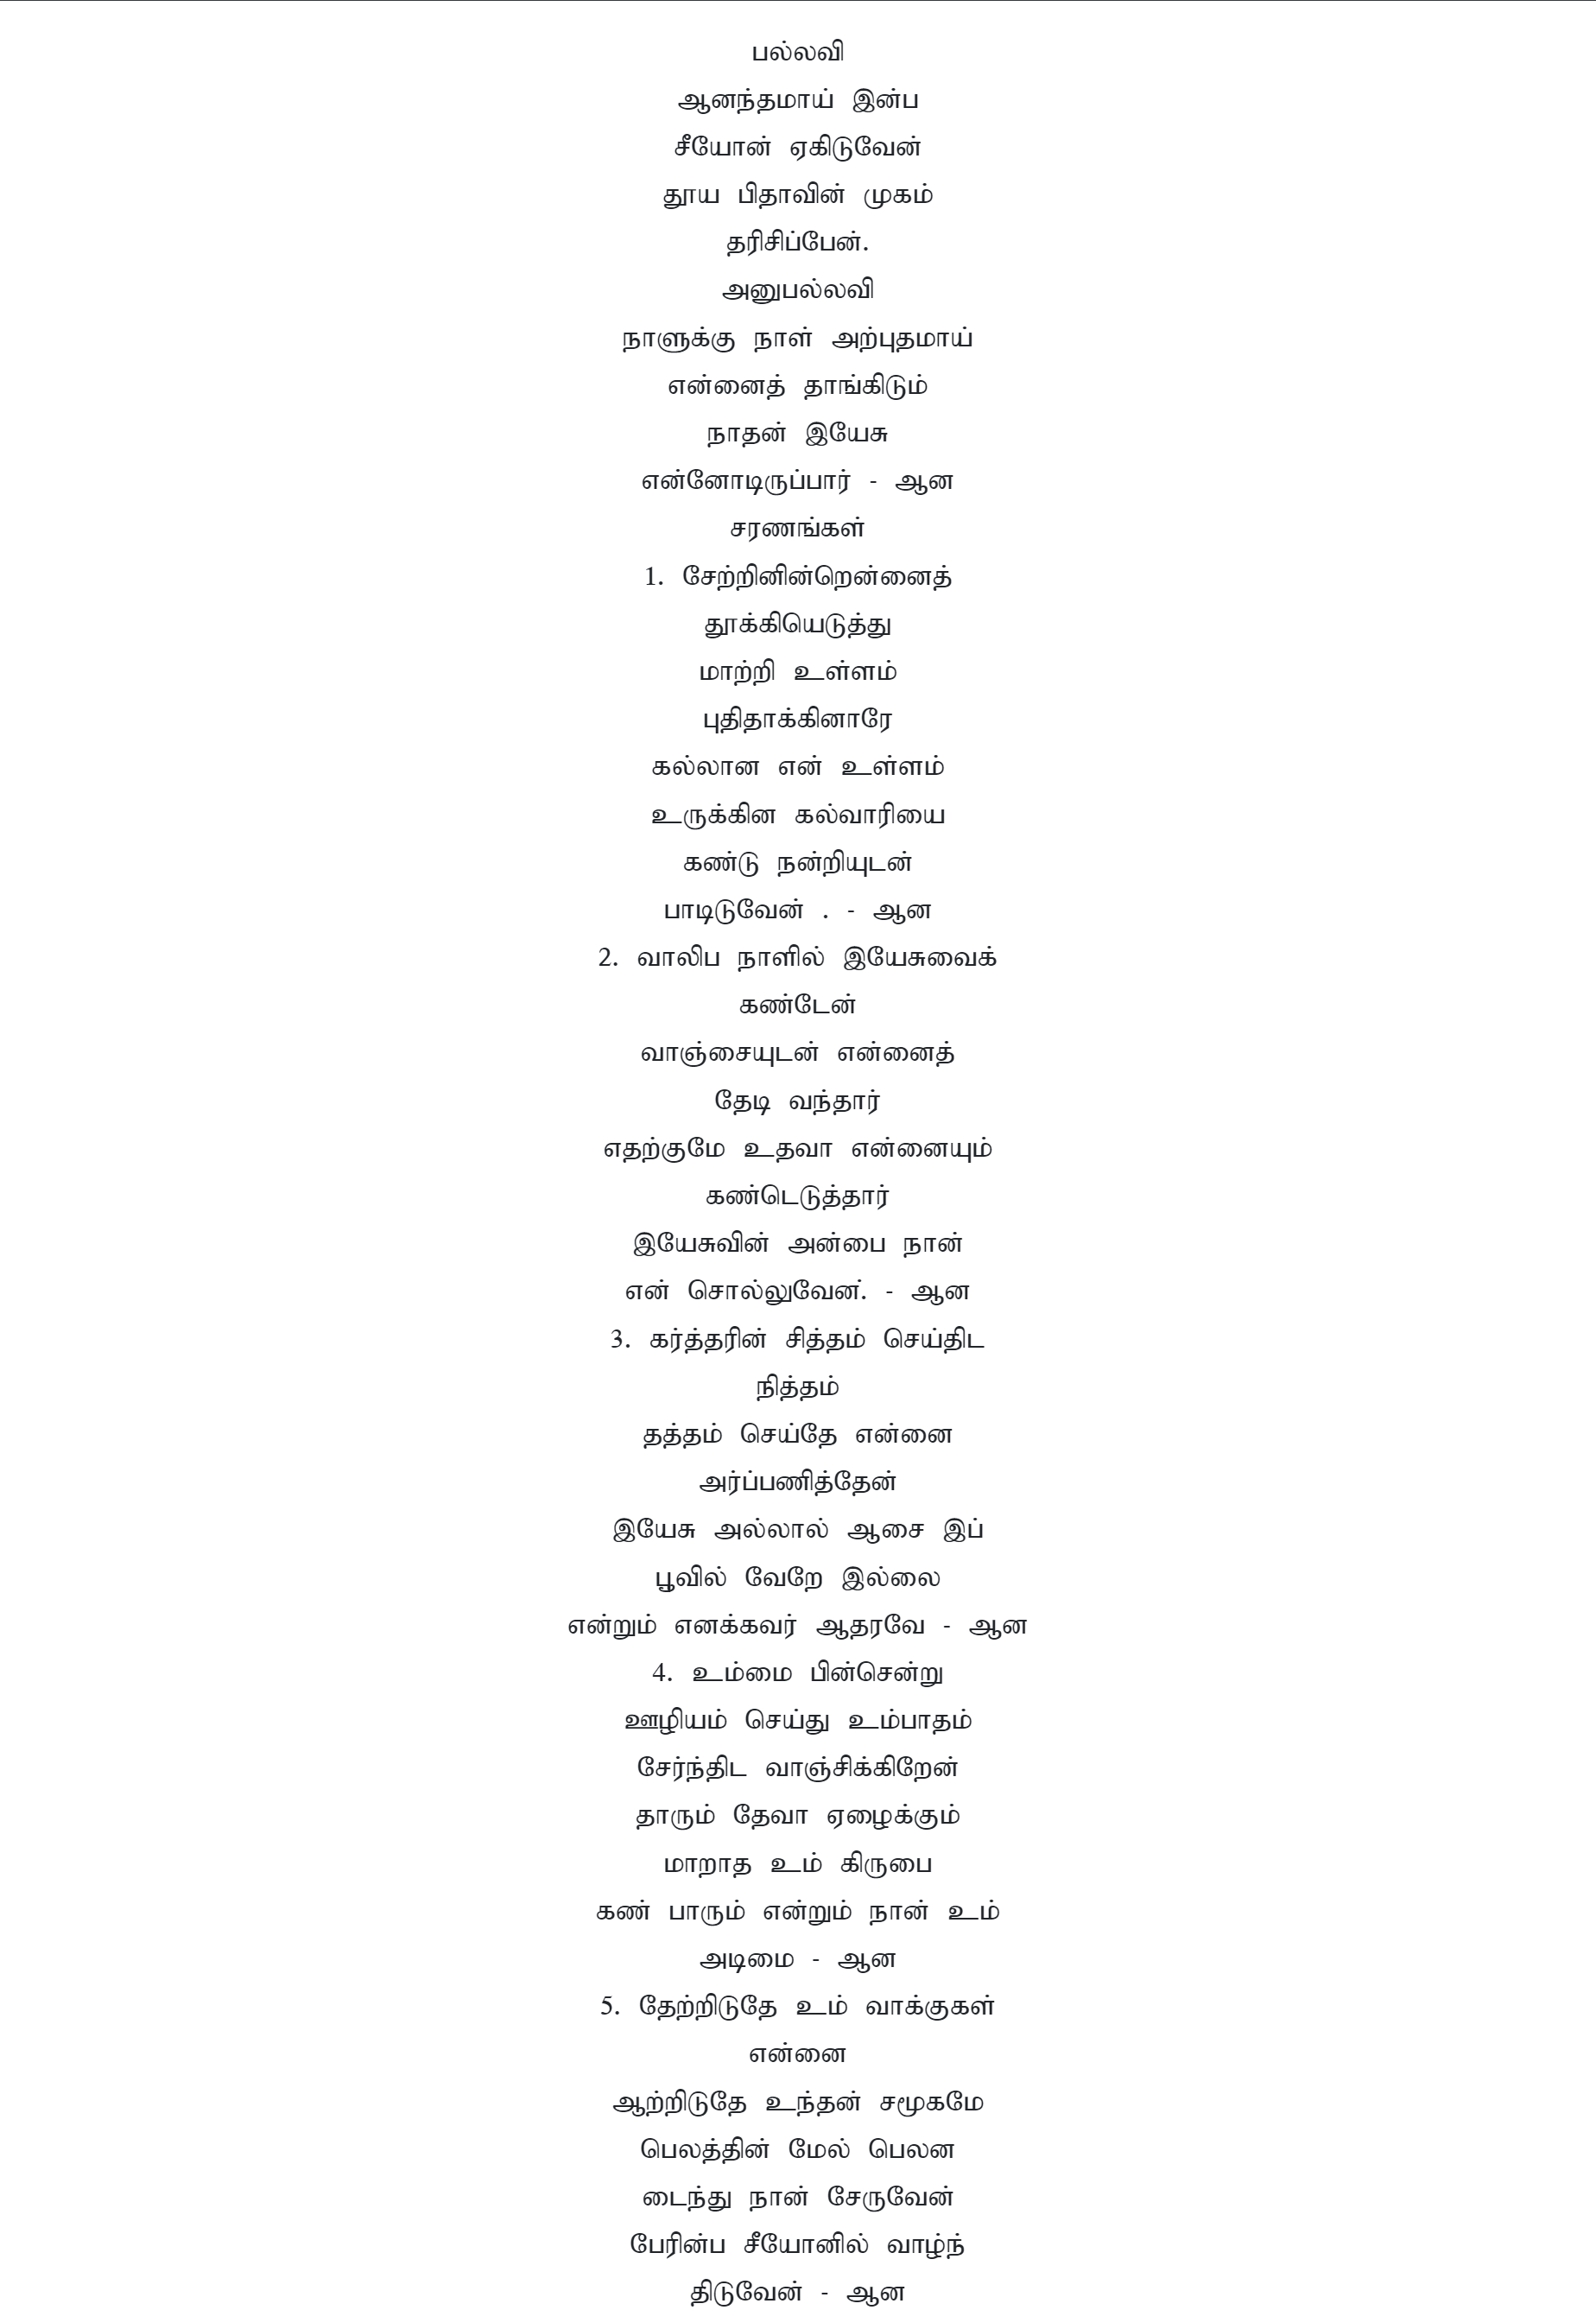 பல்லவி
ஆனந்தமாய் இன்ப
சீயோன் ஏகிடுவேன்
தூய பிதாவின் முகம்
தரிசிப்பேன்.
அனுபல்லவி
நாளுக்கு நாள் அற்புதமாய்
என்னைத் தாங்கிடும்
நாதன் இயேசு
என்னோடிருப்பார் - ஆன
சரணங்கள்
1. சேற்றினின்றென்னைத்
தூக்கியெடுத்து
மாற்றி உள்ளம்
புதிதாக்கினாரே
கல்லான என் உள்ளம்
உருக்கின கல்வாரியை
கண்டு நன்றியுடன்
பாடிடுவேன் . - ஆன
2. வாலிப நாளில் இயேசுவைக்
கண்டேன்
வாஞ்சையுடன் என்னைத்
தேடி வந்தார்
எதற்குமே உதவா என்னையும்
கண்டெடுத்தார்
இயேசுவின் அன்பை நான்
என் சொல்லுவேன். - ஆன
3. கர்த்தரின் சித்தம் செய்திட
நித்தம்
தத்தம் செய்தே என்னை
அர்ப்பணித்தேன்
இயேசு அல்லால் ஆசை இப்
பூவில் வேறே இல்லை
என்றும் எனக்கவர் ஆதரவே - ஆன
4. உம்மை பின்சென்று
ஊழியம் செய்து உம்பாதம்
சேர்ந்திட வாஞ்சிக்கிறேன்
தாரும் தேவா ஏழைக்கும்
மாறாத உம் கிருபை
கண் பாரும் என்றும் நான் உம்
அடிமை - ஆன
5. தேற்றிடுதே உம் வாக்குகள்
என்னை
ஆற்றிடுதே உந்தன் சமூகமே
பெலத்தின் மேல் பெலன
டைந்து நான் சேருவேன்
பேரின்ப சீயோனில் வாழ்ந்
திடுவேன் - ஆன